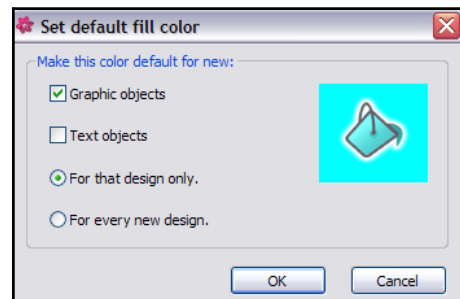 Set default fill color
Make this color default for new:
Graphic objects
Text objects
For that design only.
For every new design.
OK
Cancel